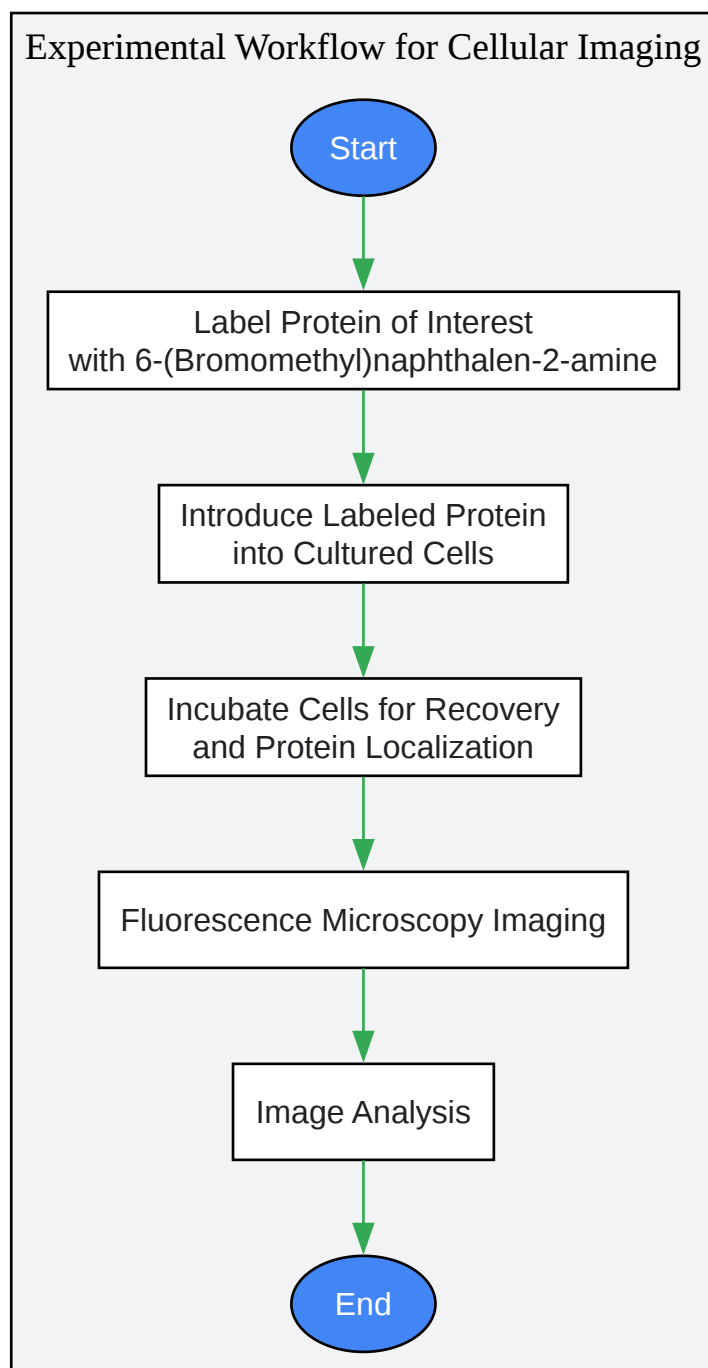 Experimental Workflow for Cellular Imaging
Start
Label Protein of Interest
with 6-(Bromomethyl)naphthalen-2-amine
Introduce Labeled Protein
into Cultured Cells
Incubate Cells for Recovery
and Protein Localization
Fluorescence Microscopy Imaging
Image Analysis
End